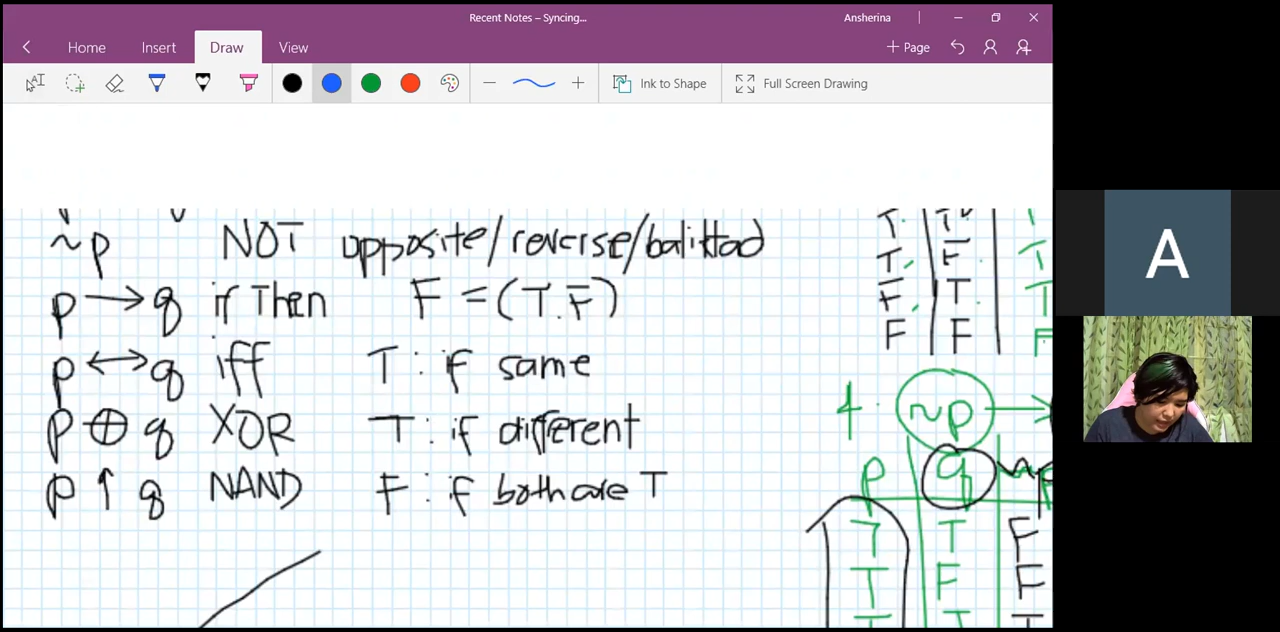 Recent Notes – Syncing...
Ansherina
Home Insert Draw View
+ Page
Ink to Shape
Full Screen Drawing
~p NOT opposite/reverse/baliktad
p → q if Then F = (T.F)
p ↔ q iff T : if same
p ⊕ q XOR T : if different
p ↑ q NAND F : if both are T
T T T
T F T
F T T
F F F
4. ~p →
p q ~p
T T F
T F F
T T T
A